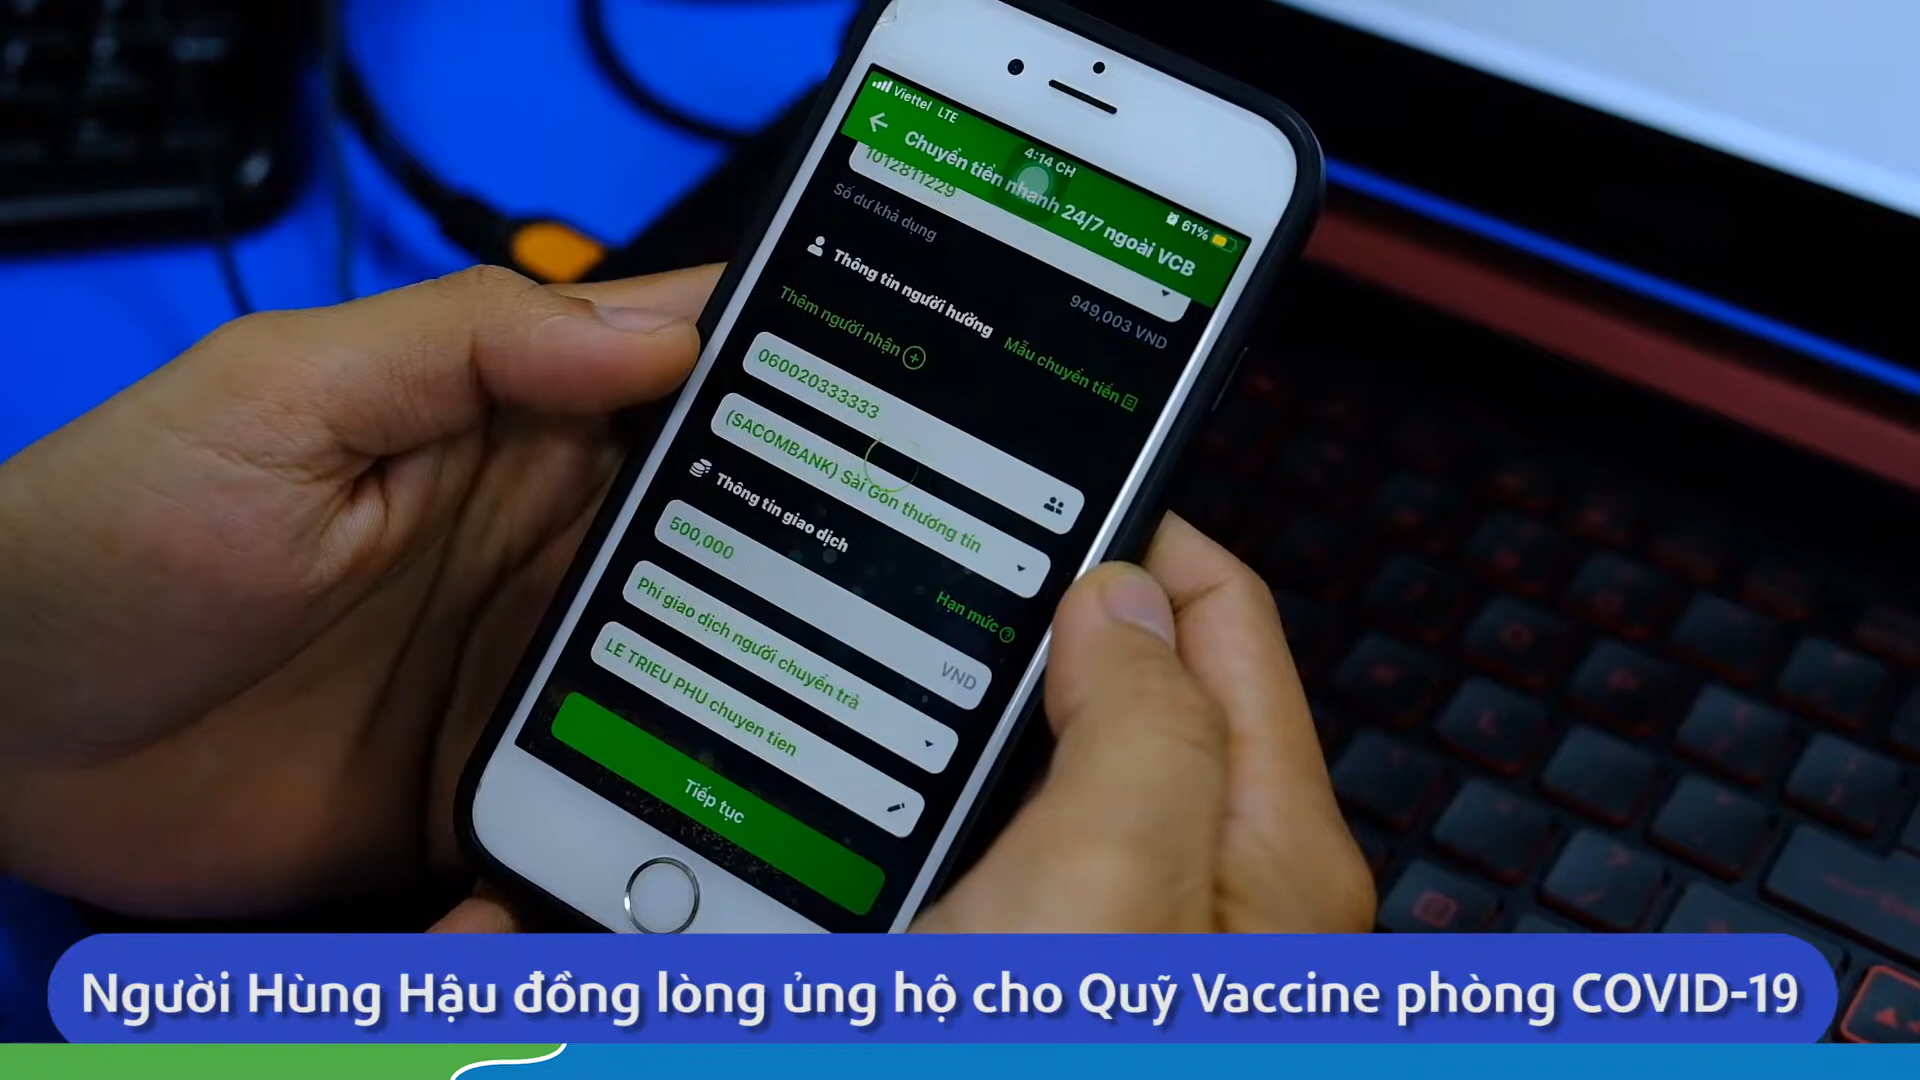 Viettel LTE
4:14 CH
61%
Chuyển tiền nhanh 24/7 ngoài VCB
1012811229
Số dư khả dụng
949,003 VND
Thông tin người hưởng
Thêm người nhận
Mẫu chuyển tiền
060020333333
(SACOMBANK) Sài Gòn thương tín
Thông tin giao dịch
Hạn mức
500,000
VND
Phí giao dịch người chuyển trả
LE TRIEU PHU chuyen tien
Tiếp tục
Người Hùng Hậu đồng lòng ủng hộ cho Quỹ Vaccine phòng COVID-19